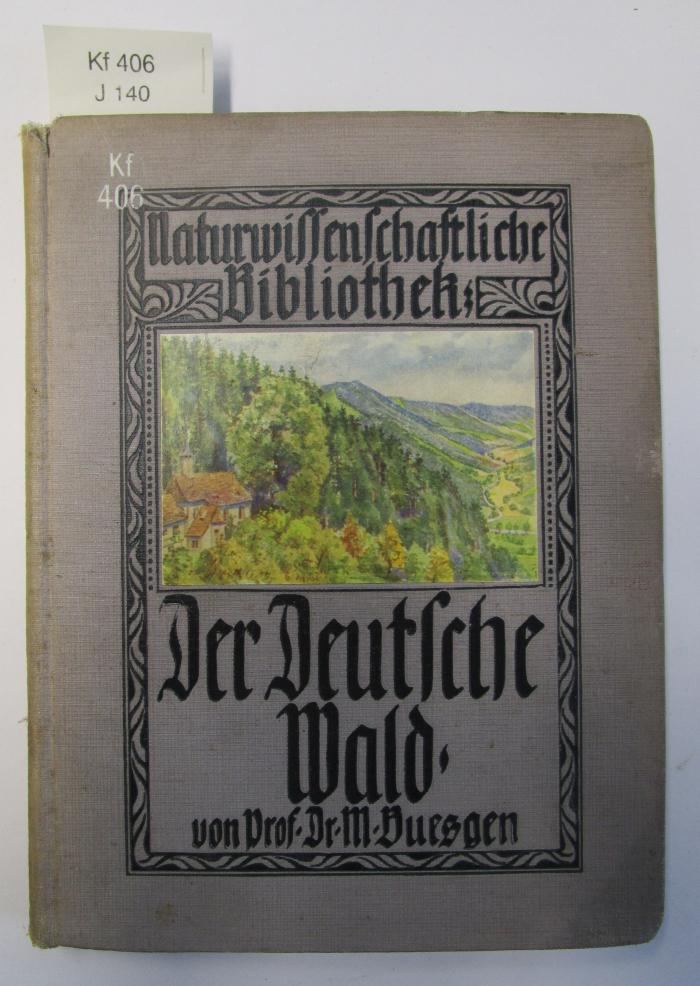 Kf 406
J 140
Kf
406
Naturwiſſenſchaftliche
Bibliothek:
Der Deutſche
Wald·
von Prof· Dr· M· Buesgen